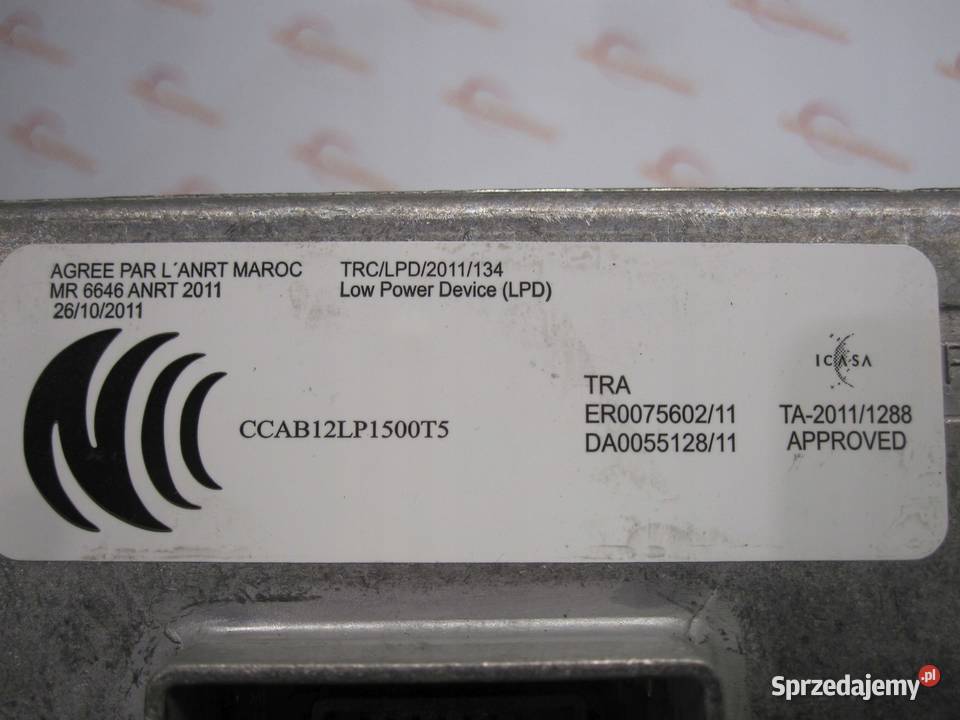 AGREE PAR L´ANRT MAROC
MR 6646 ANRT 2011
26/10/2011
TRC/LPD/2011/134
Low Power Device (LPD)
CCAB12LP1500T5
TRA
ER0075602/11
DA0055128/11
ICASA
TA-2011/1288
APPROVED
Sprzedajemy.pl